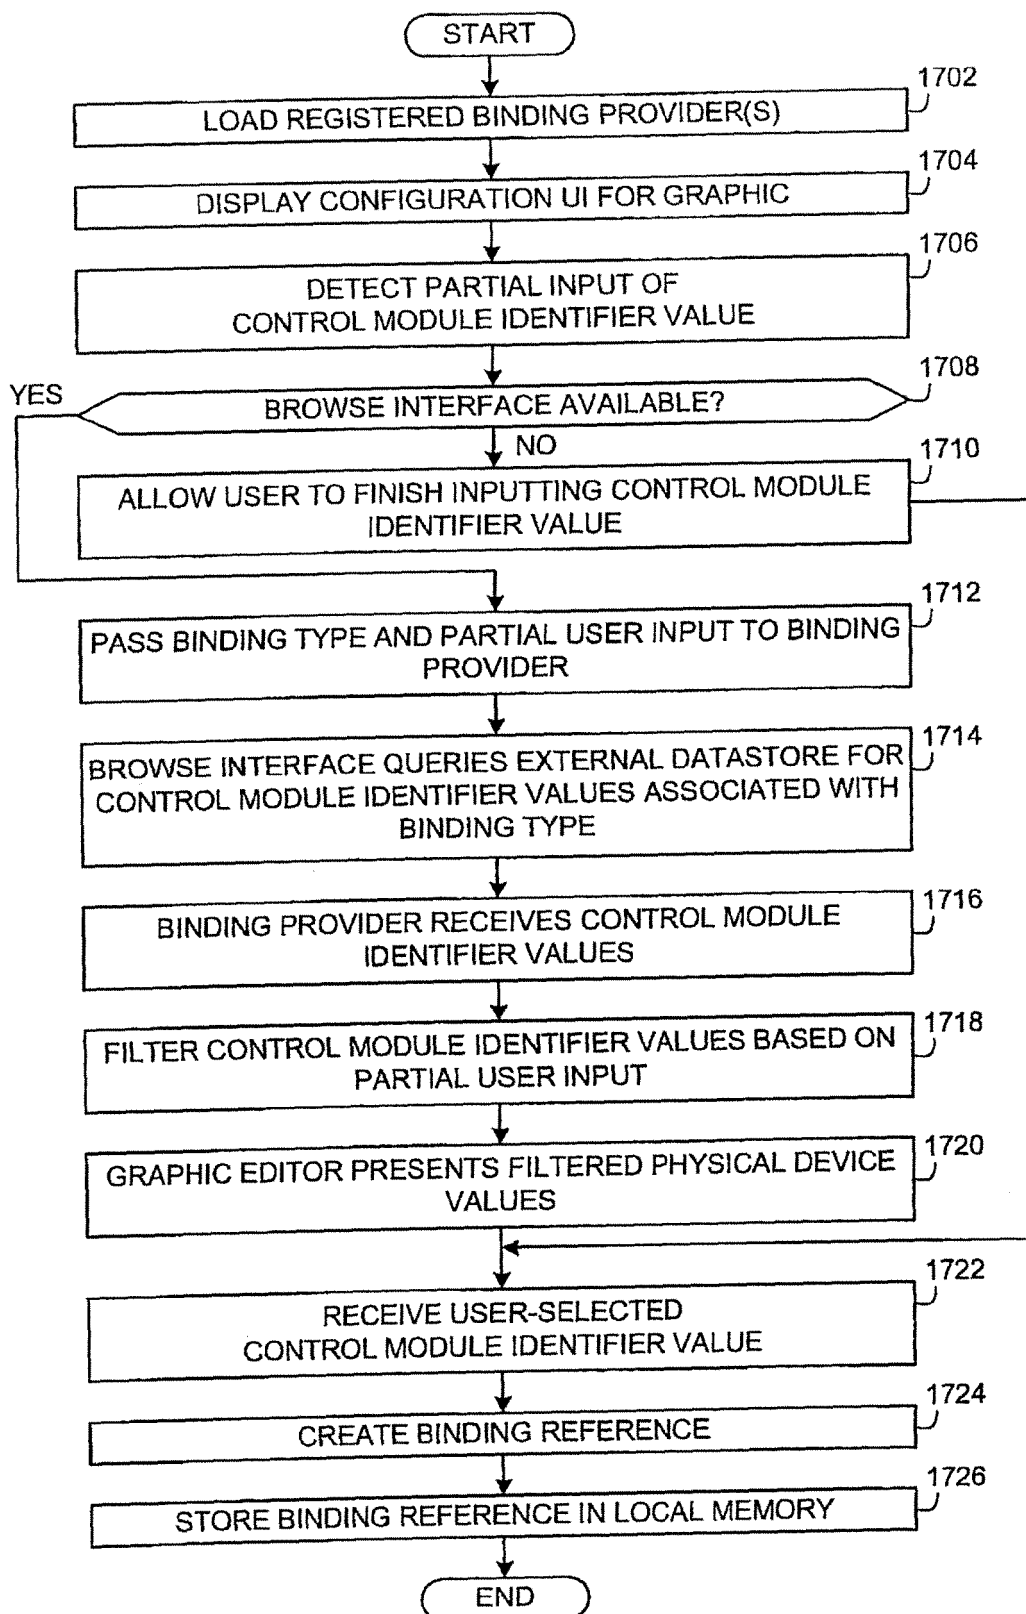 START
1702
LOAD REGISTERED BINDING PROVIDER(S)
1704
DISPLAY CONFIGURATION UI FOR GRAPHIC
1706
DETECT PARTIAL INPUT OF
CONTROL MODULE IDENTIFIER VALUE
1708
YES
BROWSE INTERFACE AVAILABLE?
NO
1710
ALLOW USER TO FINISH INPUTTING CONTROL MODULE
IDENTIFIER VALUE
1712
PASS BINDING TYPE AND PARTIAL USER INPUT TO BINDING
PROVIDER
1714
BROWSE INTERFACE QUERIES EXTERNAL DATASTORE FOR
CONTROL MODULE IDENTIFIER VALUES ASSOCIATED WITH
BINDING TYPE
1716
BINDING PROVIDER RECEIVES CONTROL MODULE
IDENTIFIER VALUES
1718
FILTER CONTROL MODULE IDENTIFIER VALUES BASED ON
PARTIAL USER INPUT
1720
GRAPHIC EDITOR PRESENTS FILTERED PHYSICAL DEVICE
VALUES
1722
RECEIVE USER-SELECTED
CONTROL MODULE IDENTIFIER VALUE
1724
CREATE BINDING REFERENCE
1726
STORE BINDING REFERENCE IN LOCAL MEMORY
END